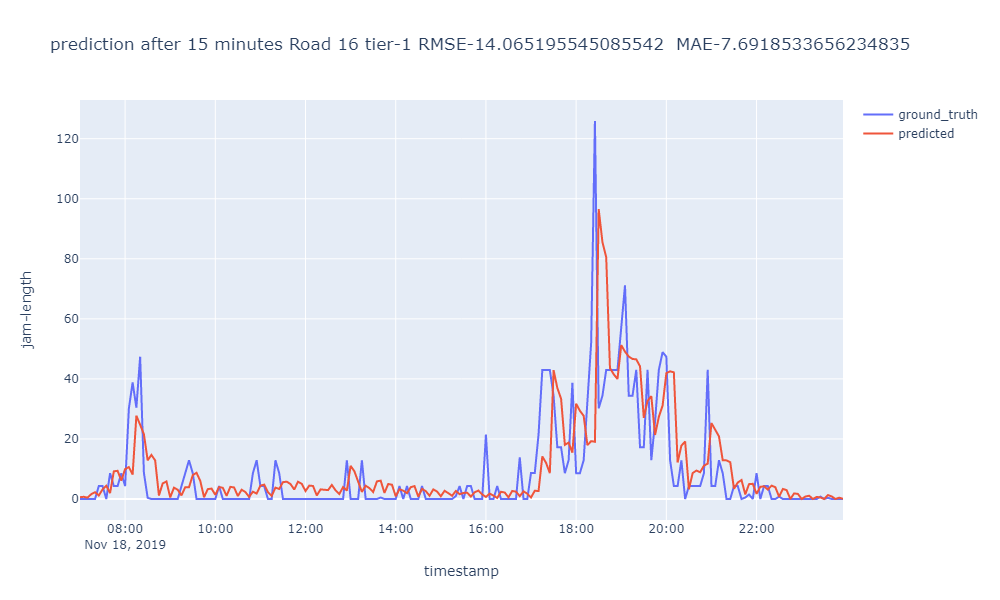 prediction after 15 minutes Road 16 tier-1 RMSE-14.065195545085542  MAE-7.6918533656234835
ground_truth
predicted
120
100
80
60
40
20
0
jam-length
08:00 10:00 12:00 14:00 16:00 18:00 20:00 22:00
Nov 18, 2019
timestamp